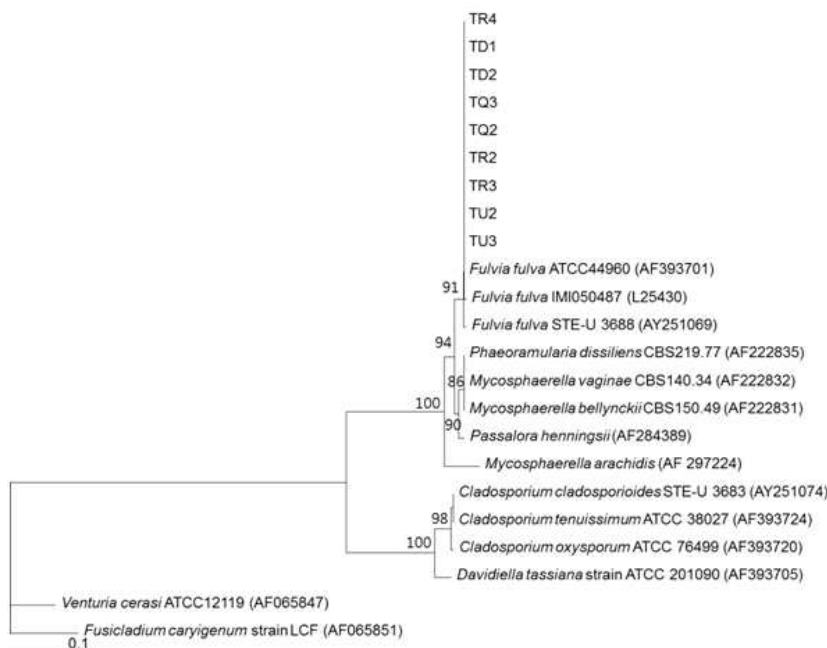 TR4
TD1
TD2
TQ3
TQ2
TR2
TR3
TU2
TU3
Fulvia fulva ATCC44960 (AF393701)
91
Fulvia fulva IMI050487 (L25430)
Fulvia fulva STE-U 3688 (AY251069)
94
Phaeoramularia dissiliens CBS219.77 (AF222835)
86
Mycosphaerella vaginae CBS140.34 (AF222832)
100
Mycosphaerella bellynckii CBS150.49 (AF222831)
90
Passalora henningsii (AF284389)
Mycosphaerella arachidis (AF 297224)
Cladosporium cladosporioides STE-U 3683 (AY251074)
98
Cladosporium tenuissimum ATCC 38027 (AF393724)
100
Cladosporium oxysporum ATCC 76499 (AF393720)
Davidiella tassiana strain ATCC 201090 (AF393705)
Venturia cerasi ATCC12119 (AF065847)
Fusicladium caryigenum strain LCF (AF065851)
0.1